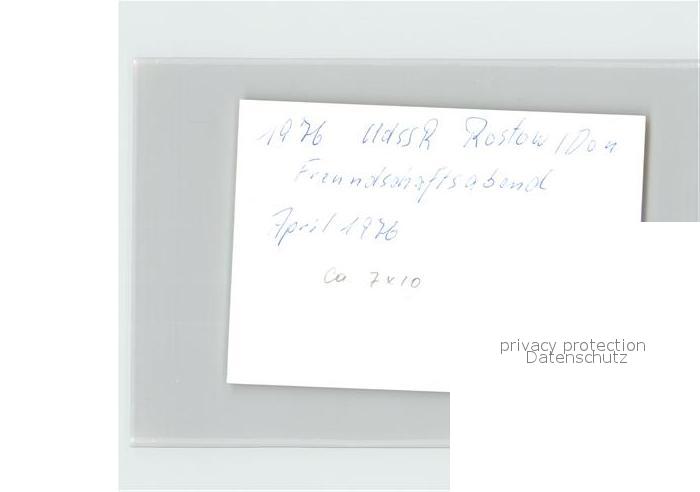 1976 UdSSR Rostow/Don
Freundschaftsabend
April 1976
ca 7x10
privacy protection
Datenschutz